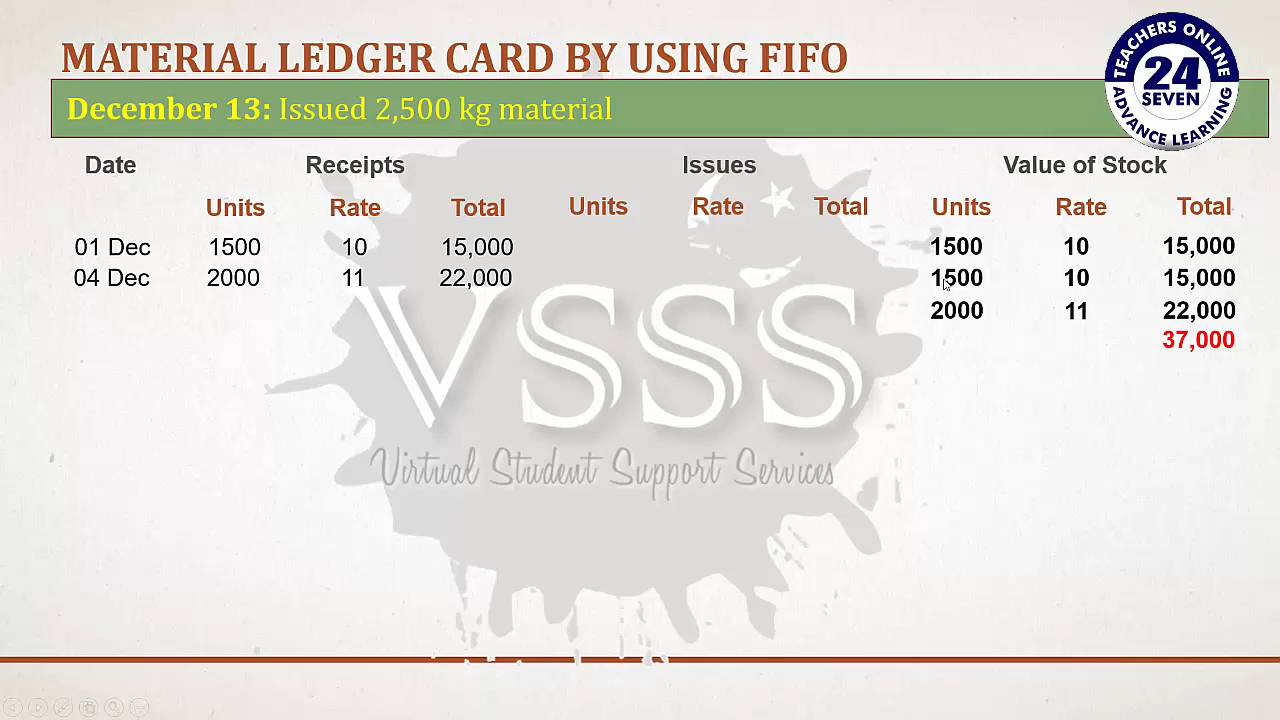 MATERIAL LEDGER CARD BY USING FIFO
TEACHERS ONLINE
24
SEVEN
ADVANCE LEARNING
December 13: Issued 2,500 kg material
Date Receipts Issues Value of Stock
Units Rate Total Units Rate Total Units Rate Total
01 Dec 1500 10 15,000 1500 10 15,000
04 Dec 2000 11 22,000 1500 10 15,000
2000 11 22,000
37,000
VSSS
Virtual Student Support Services